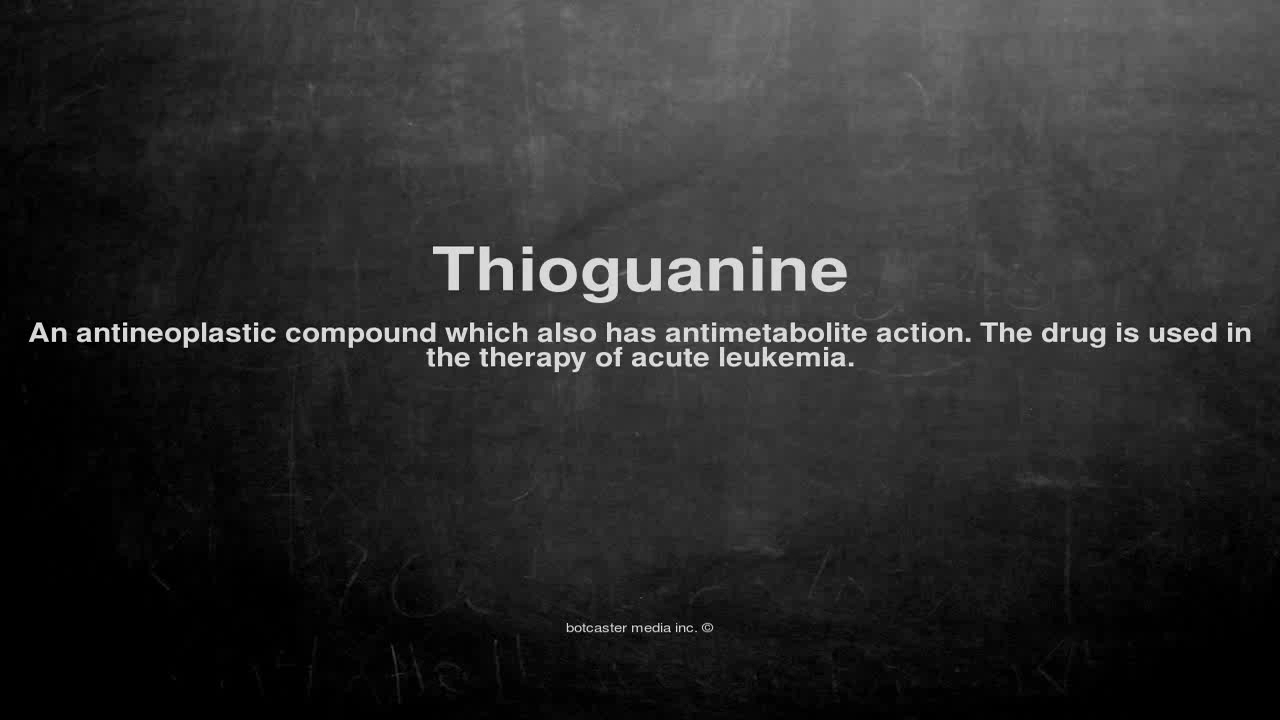 Thioguanine
An antineoplastic compound which also has antimetabolite action. The drug is used in
the therapy of acute leukemia.
botcaster media inc. ©